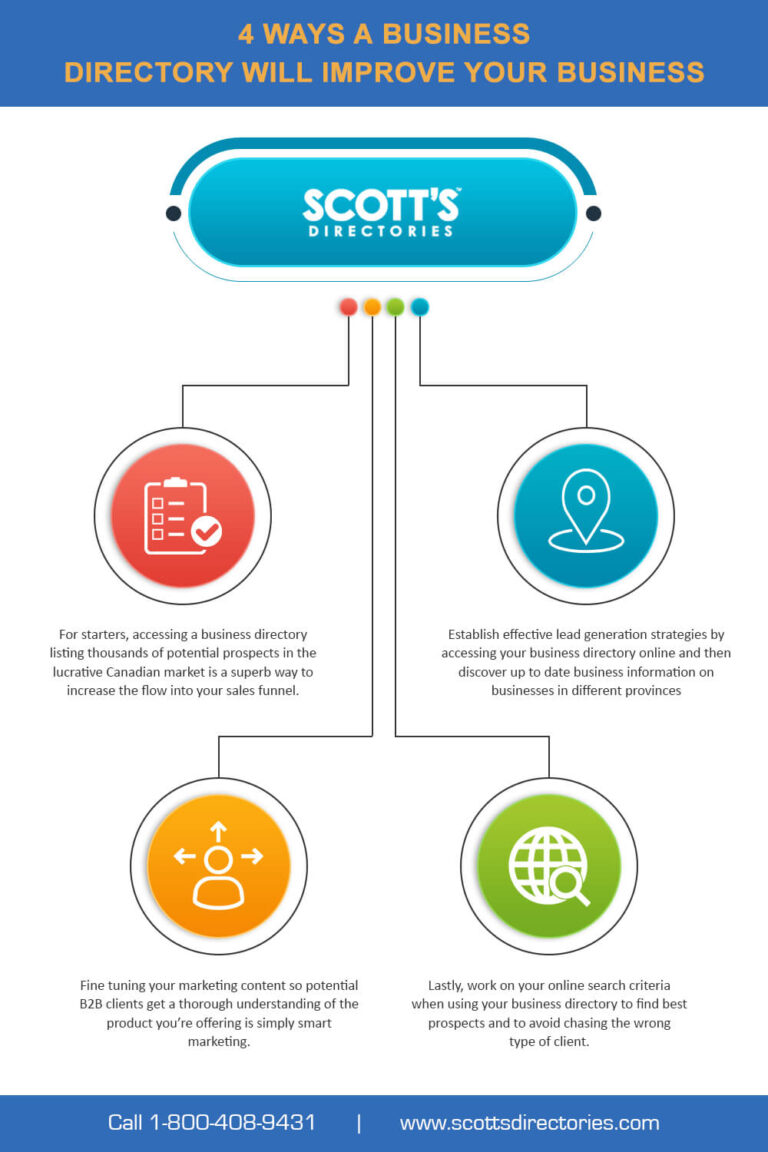 4 WAYS A BUSINESS
DIRECTORY WILL IMPROVE YOUR BUSINESS
SCOTT'S™
DIRECTORIES
For starters, accessing a business directory
listing thousands of potential prospects in the
lucrative Canadian market is a superb way to
increase the flow into your sales funnel.
Establish effective lead generation strategies by
accessing your business directory online and then
discover up to date business information on
businesses in different provinces
Fine tuning your marketing content so potential
B2B clients get a thorough understanding of the
product you’re offering is simply smart
marketing.
Lastly, work on your online search criteria
when using your business directory to find best
prospects and to avoid chasing the wrong
type of client.
Call 1-800-408-9431 | www.scottsdirectories.com